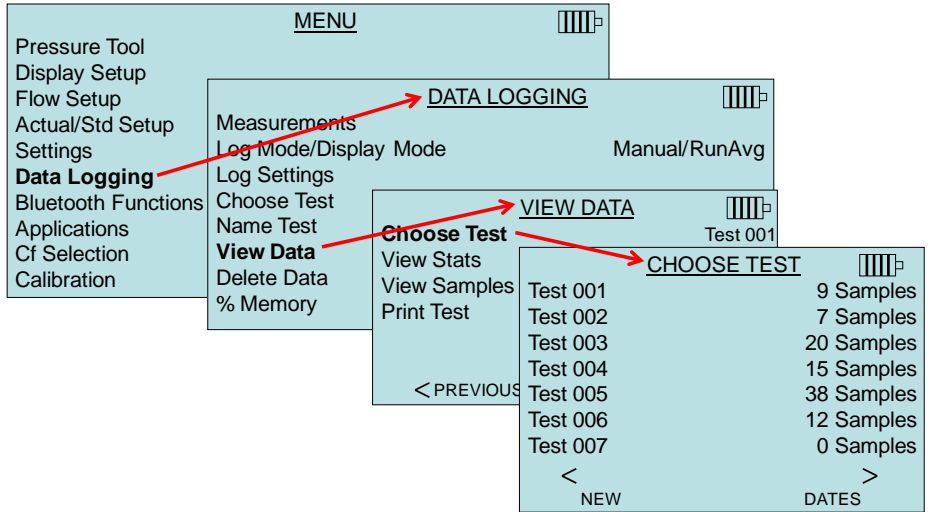 MENU
Pressure Tool
Display Setup
Flow Setup
Actual/Std Setup
Settings
Data Logging
Bluetooth Functions
Applications
Cf Selection
Calibration
DATA LOGGING
Measurements
Log Mode/Display Mode Manual/RunAvg
Log Settings
Choose Test
Name Test
View Data
Delete Data
% Memory
VIEW DATA
Choose Test Test 001
View Stats
View Samples
Print Test
< PREVIOUS
CHOOSE TEST
Test 001 9 Samples
Test 002 7 Samples
Test 003 20 Samples
Test 004 15 Samples
Test 005 38 Samples
Test 006 12 Samples
Test 007 0 Samples
< >
NEW DATES